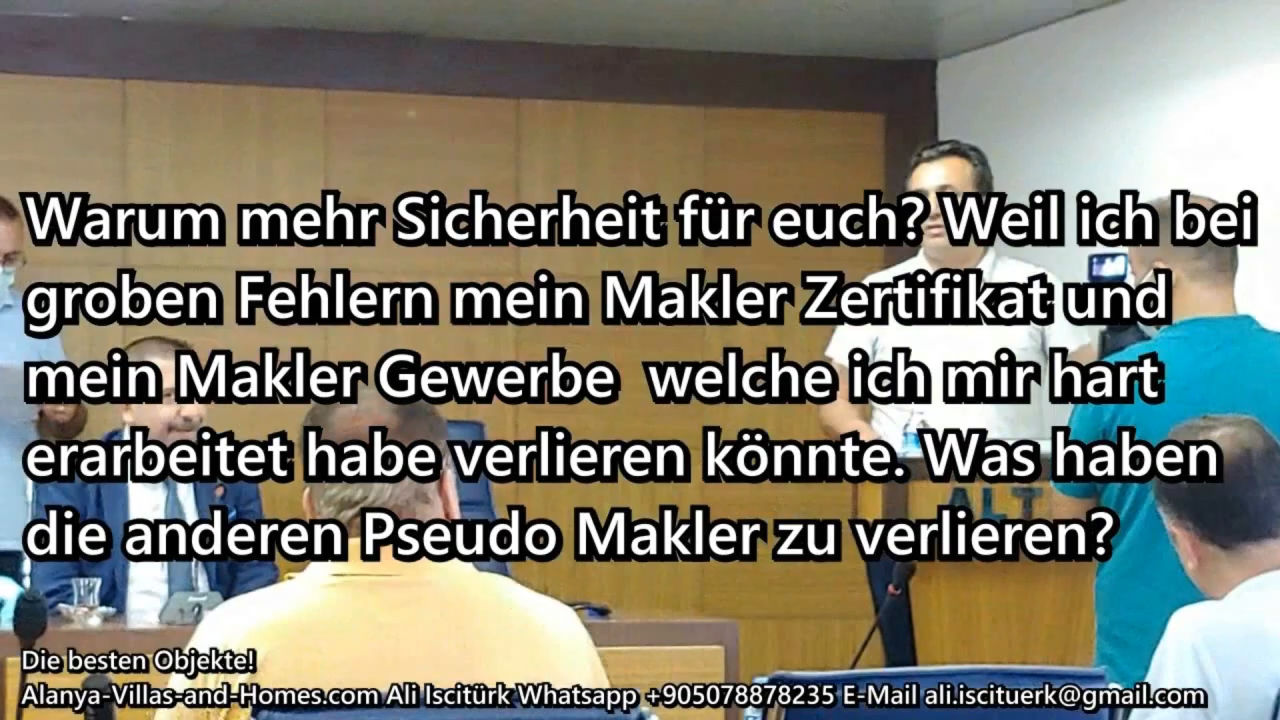 Warum mehr Sicherheit für euch? Weil ich bei
groben Fehlern mein Makler Zertifikat und
mein Makler Gewerbe  welche ich mir hart
erarbeitet habe verlieren könnte. Was haben
die anderen Pseudo Makler zu verlieren?
ALT
Die besten Objekte!
Alanya-Villas-and-Homes.com Ali Iscitürk Whatsapp +905078878235 E-Mail ali.iscituerk@gmail.com